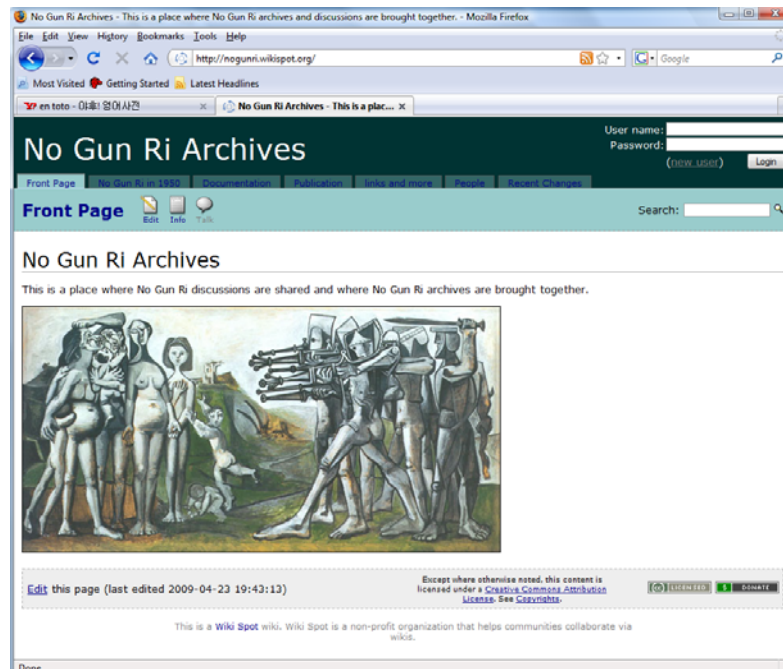 No Gun Ri Archives - This is a place where No Gun Ri archives and discussions are brought together. - Mozilla Firefox
File Edit View History Bookmarks Tools Help
http://nogunri.wikispot.org/ Google
Most Visited Getting Started Latest Headlines
en toto - 야후! 영어사전 No Gun Ri Archives - This is a plac...
User name:
No Gun Ri Archives Password:
(new user) Login
Front Page No Gun Ri in 1950 Documentation Publication links and more People Recent Changes
Front Page Edit Info Talk Search:
No Gun Ri Archives
This is a place where No Gun Ri discussions are shared and where No Gun Ri archives are brought together.
Edit this page (last edited 2009-04-23 19:43:13)
Except where otherwise noted, this content is
licensed under a Creative Commons Attribution
License. See Copyrights.
LICENSED $ DONATE
This is a Wiki Spot wiki. Wiki Spot is a non-profit organization that helps communities collaborate via
wikis.
Done